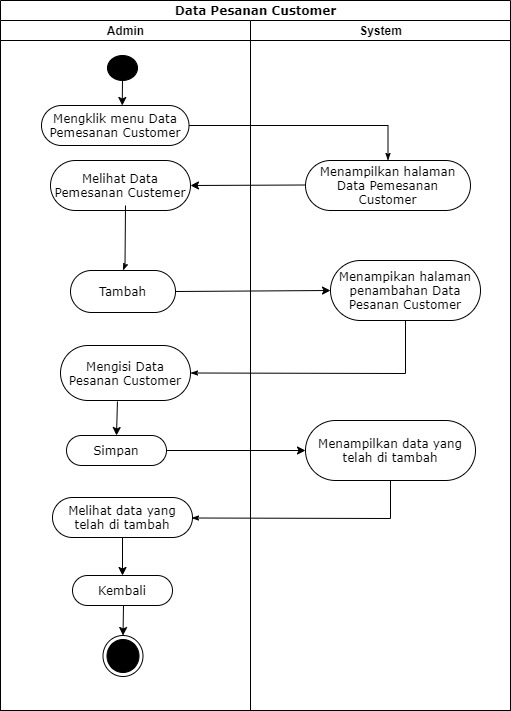 Data Pesanan Customer
Admin
System
Mengklik menu Data
Pemesanan Customer
Menampilkan halaman
Data Pemesanan
Customer
Melihat Data
Pemesanan Custemer
Tambah
Menampikan halaman
penambahan Data
Pesanan Customer
Mengisi Data
Pesanan Customer
Simpan
Menampilkan data yang
telah di tambah
Melihat data yang
telah di tambah
Kembali